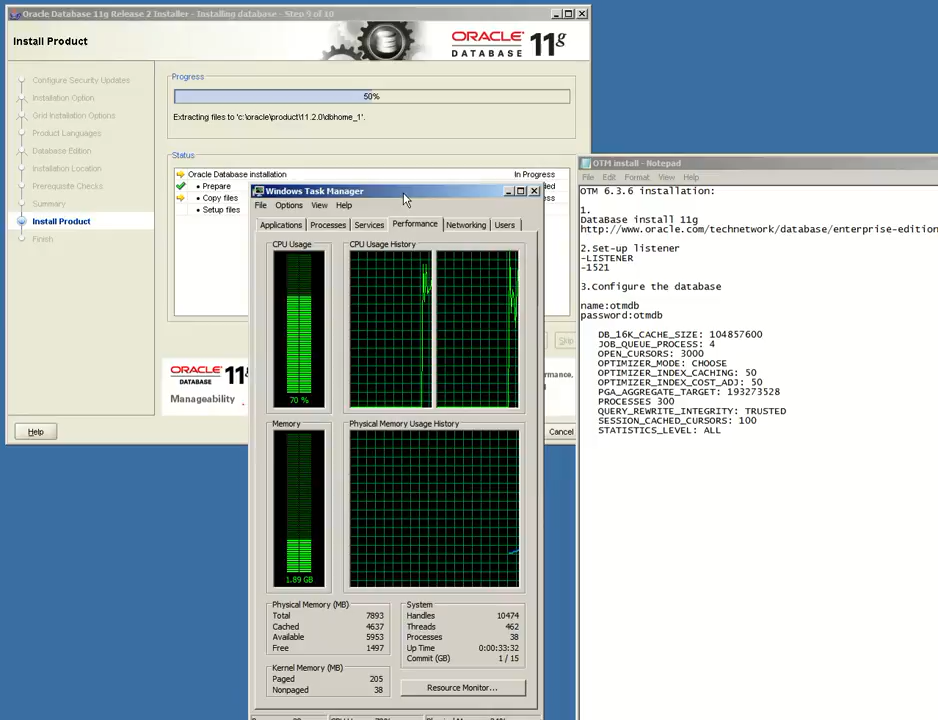 Oracle Database 11g Release 2 Installer - Installing database - Step 9 of 10
Install Product
ORACLE
DATABASE
11g
Configure Security Updates
Installation Option
Grid Installation Options
Product Languages
Database Edition
Installation Location
Prerequisite Checks
Summary
Install Product
Finish
Progress
50%
Extracting files to 'c:\oracle\product\11.2.0\dbhome_1'.
Status
Oracle Database installation
In Progress
• Prepare
• Copy files
• Setup files
ORACLE
DATABASE
Manageability
Help
Skip
Cancel
Windows Task Manager
File Options View Help
Applications Processes Services Performance Networking Users
CPU Usage
CPU Usage History
70 %
Memory
Physical Memory Usage History
1.89 GB
Physical Memory (MB)
Total 7893
Cached 4637
Available 5953
Free 1497
Kernel Memory (MB)
Paged 205
Nonpaged 38
System
Handles 10474
Threads 462
Processes 38
Up Time 0:00:33:32
Commit (GB) 1 / 15
Resource Monitor...
OTM install - Notepad
File Edit Format View Help
OTM 6.3.6 installation:
1.
DataBase install 11g
http://www.oracle.com/technetwork/database/enterprise-edition
2.Set-up listener
-LISTENER
-1521
3.Configure the database
name:otmdb
password:otmdb
DB_16K_CACHE_SIZE: 104857600
JOB_QUEUE_PROCESS: 4
OPEN_CURSORS: 3000
OPTIMIZER_MODE: CHOOSE
OPTIMIZER_INDEX_CACHING: 50
OPTIMIZER_INDEX_COST_ADJ: 50
PGA_AGGREGATE_TARGET: 193273528
PROCESSES 300
QUERY_REWRITE_INTEGRITY: TRUSTED
SESSION_CACHED_CURSORS: 100
STATISTICS_LEVEL: ALL